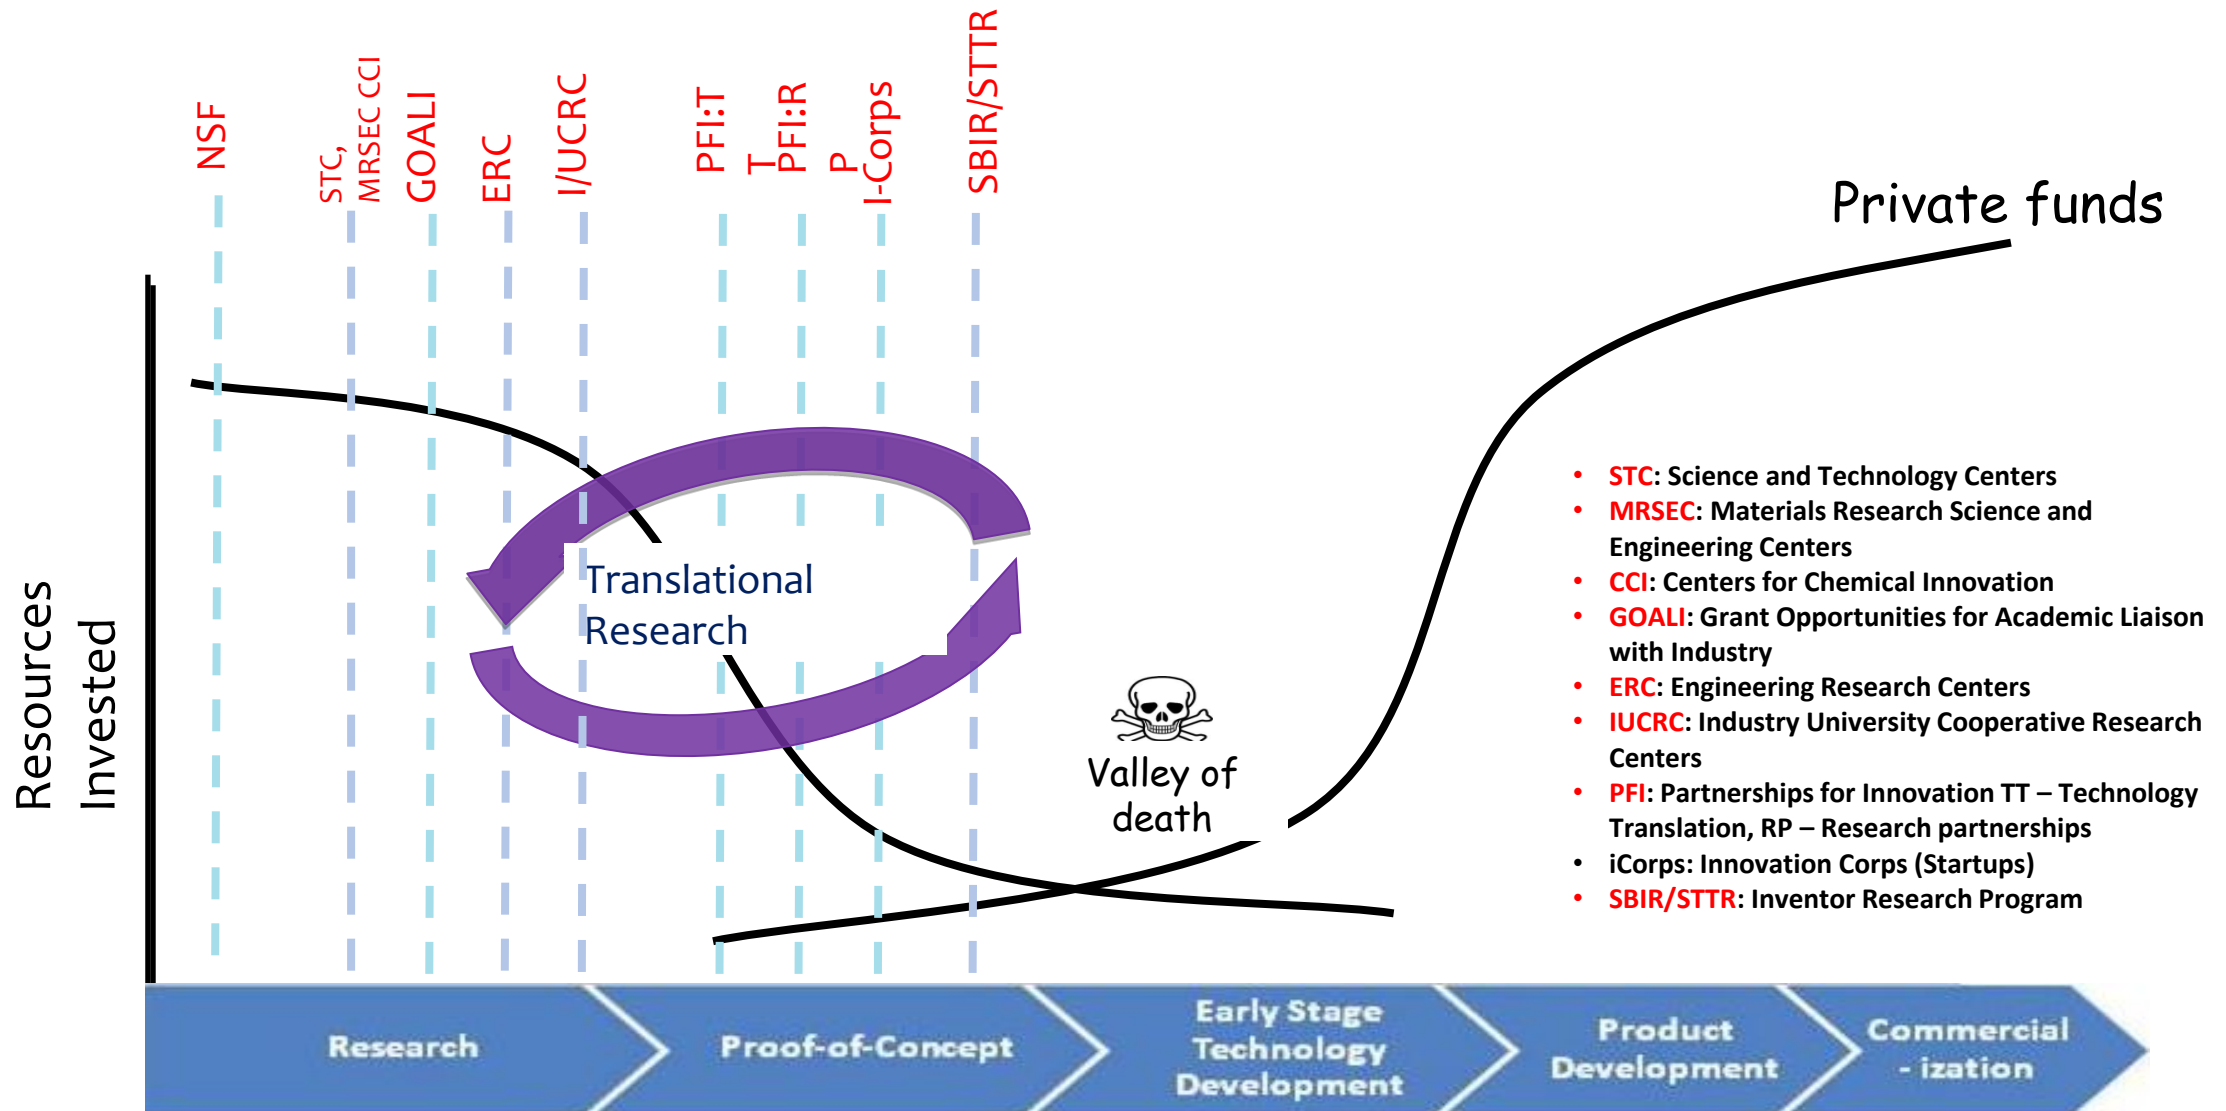 NSF
STC,
MRSEC CCI
GOALI
ERC
I/UCRC
PFI:T
T
PFI:R
P
I-Corps
SBIR/STTR
Private funds
Resources
Invested
Translational
Research
Valley of
death
• STC: Science and Technology Centers
• MRSEC: Materials Research Science and
Engineering Centers
• CCI: Centers for Chemical Innovation
• GOALI: Grant Opportunities for Academic Liaison
with Industry
• ERC: Engineering Research Centers
• IUCRC: Industry University Cooperative Research
Centers
• PFI: Partnerships for Innovation TT – Technology
Translation, RP – Research partnerships
• iCorps: Innovation Corps (Startups)
• SBIR/STTR: Inventor Research Program
Research
Proof-of-Concept
Early Stage
Technology
Development
Product
Development
Commercial
- ization